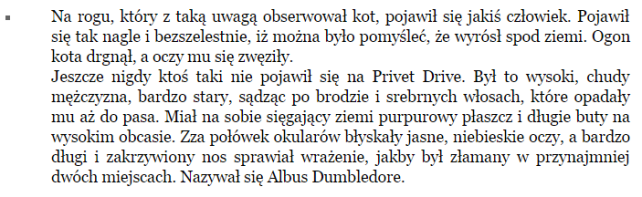 Na rogu, który z taką uwagą obserwował kot, pojawił się jakiś człowiek. Pojawił
się tak nagle i bezszelestnie, iż można było pomyśleć, że wyrósł spod ziemi. Ogon
kota drgnął, a oczy mu się zwęziły.
Jeszcze nigdy ktoś taki nie pojawił się na Privet Drive. Był to wysoki, chudy
mężczyzna, bardzo stary, sądząc po brodzie i srebrnych włosach, które opadały
mu aż do pasa. Miał na sobie sięgający ziemi purpurowy płaszcz i długie buty na
wysokim obcasie. Zza połówek okularów błyskały jasne, niebieskie oczy, a bardzo
długi i zakrzywiony nos sprawiał wrażenie, jakby był złamany w przynajmniej
dwóch miejscach. Nazywał się Albus Dumbledore.